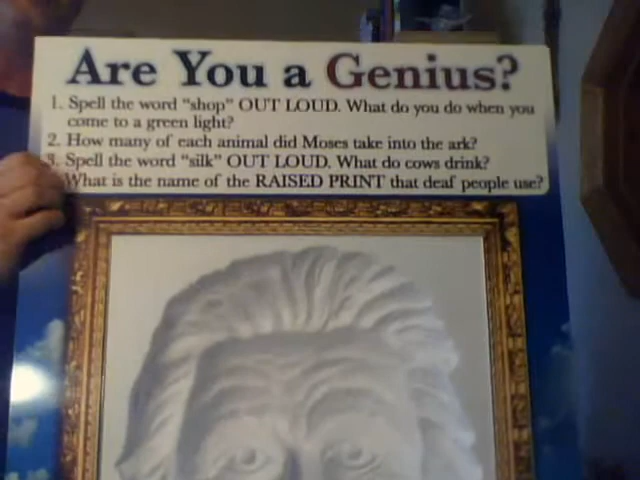 Are You a Genius?
1. Spell the word "shop" OUT LOUD. What do you do when you
come to a green light?
2. How many of each animal did Moses take into the ark?
3. Spell the word "silk" OUT LOUD. What do cows drink?
What is the name of the RAISED PRINT that deaf people use?